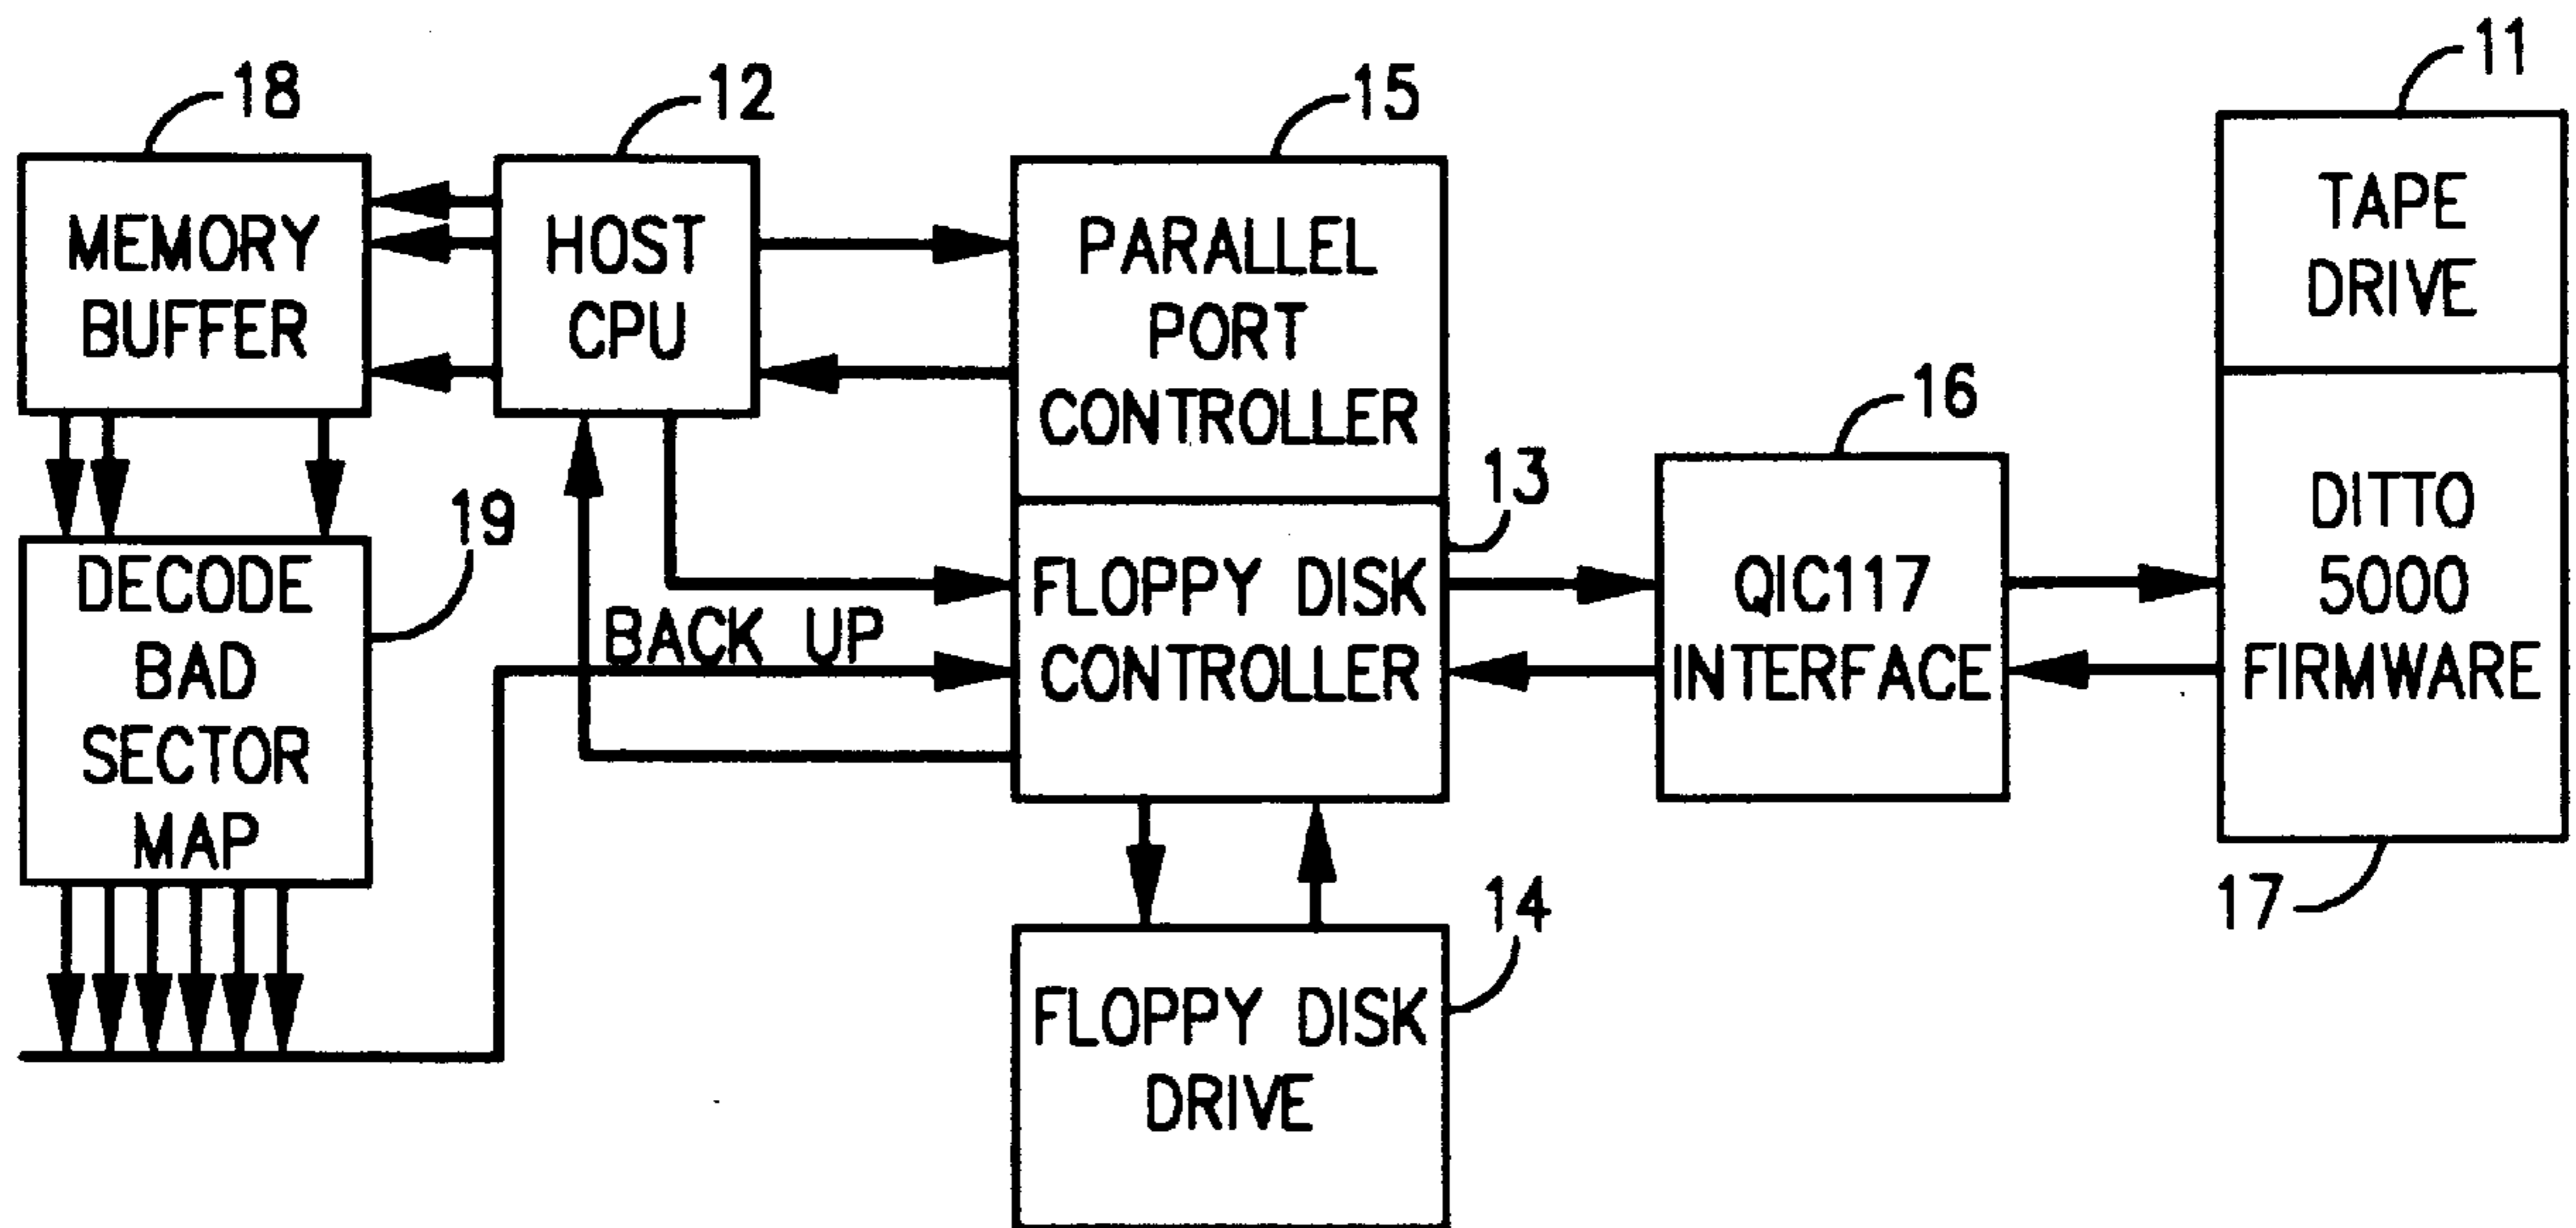 18
MEMORY
BUFFER
12
HOST
CPU
15
PARALLEL
PORT
CONTROLLER
11
TAPE
DRIVE
19
DECODE
BAD
SECTOR
MAP
BACK UP
13
FLOPPY DISK
CONTROLLER
16
QIC117
INTERFACE
DITTO
5000
FIRMWARE
17
14
FLOPPY DISK
DRIVE